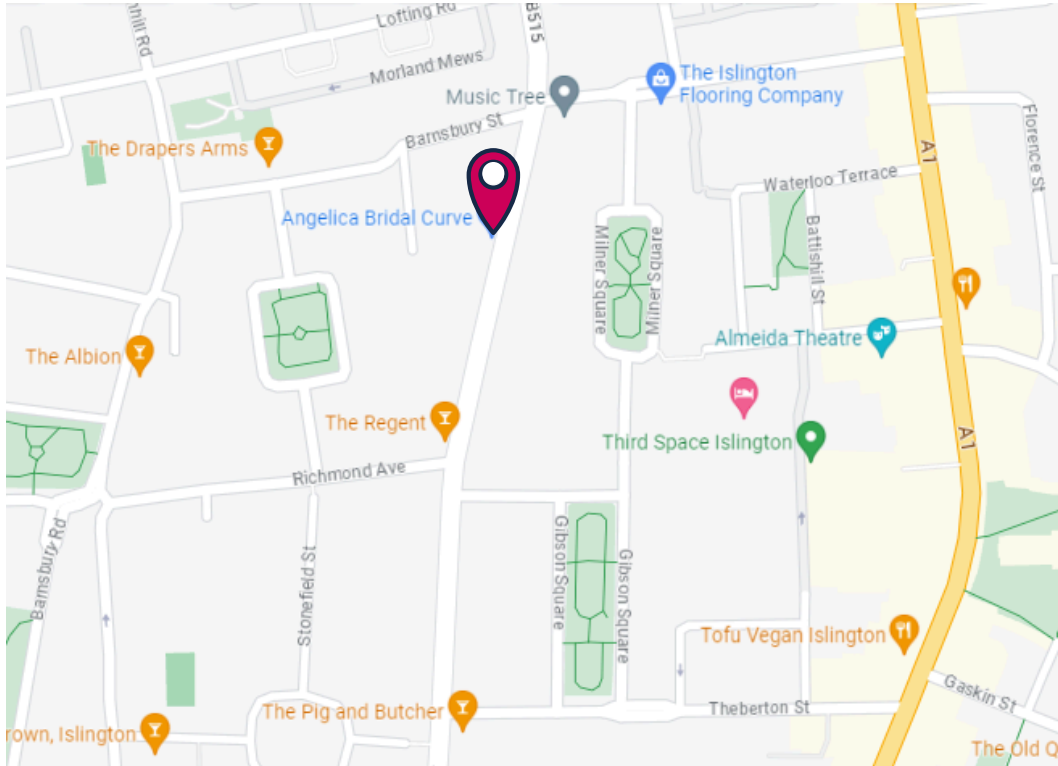 nhill Rd
Lofting Rd
B515
Morland Mews
Music Tree
The Islington
Flooring Company
Barnsbury St
The Drapers Arms
A1
Florence St
Waterloo Terrace
Angelica Bridal Curve
Milner Square
Milner Square
Battishill St
Almeida Theatre
The Albion
The Regent
Third Space Islington
A1
Richmond Ave
Barnsbury Rd
Stonefield St
Gibson Square
Gibson Square
Tofu Vegan Islington
Gaskin St
Theberton St
The Pig and Butcher
rown, Islington
The Old Q